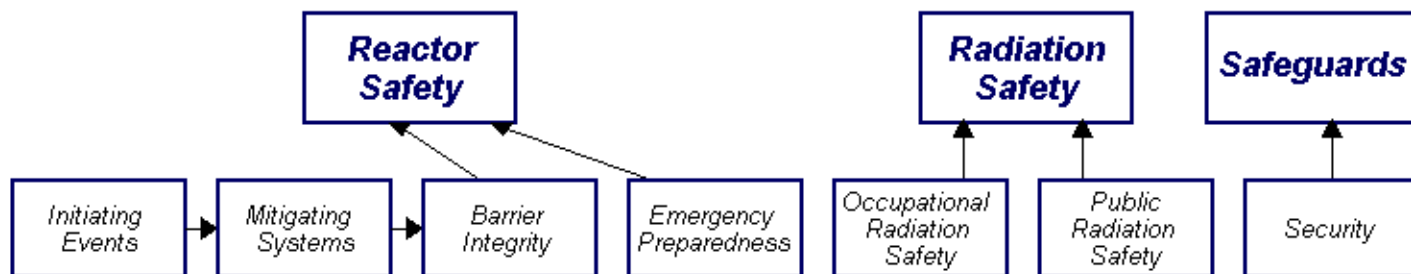 Reactor
Safety
Radiation
Safety
Safeguards
Initiating
Events
Mitigating
Systems
Barrier
Integrity
Emergency
Preparedness
Occupational
Radiation
Safety
Public
Radiation
Safety
Security